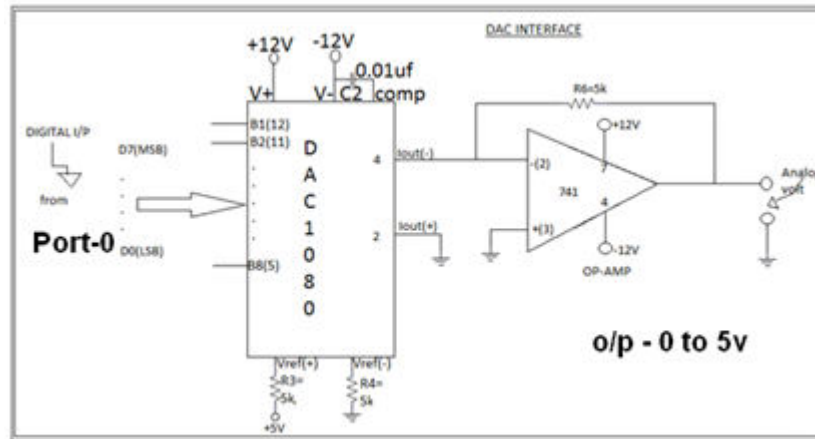 DAC INTERFACE
+12V
-12V
0.01uf
V+
V-
C2
comp
R6=5k
DIGITAL I/P
from
Port-0
D7(MSB)
D0(LSB)
B1(12)
B2(11)
B8(5)
D
A
C
1
0
8
0
4
Iout(-)
2
Iout(+)
-(2)
+(3)
741
7
+12V
4
-12V
OP-AMP
Analog
volt
o/p - 0 to 5v
Vref(+)
Vref(-)
R3=
5k,
+5V
R4=
5k